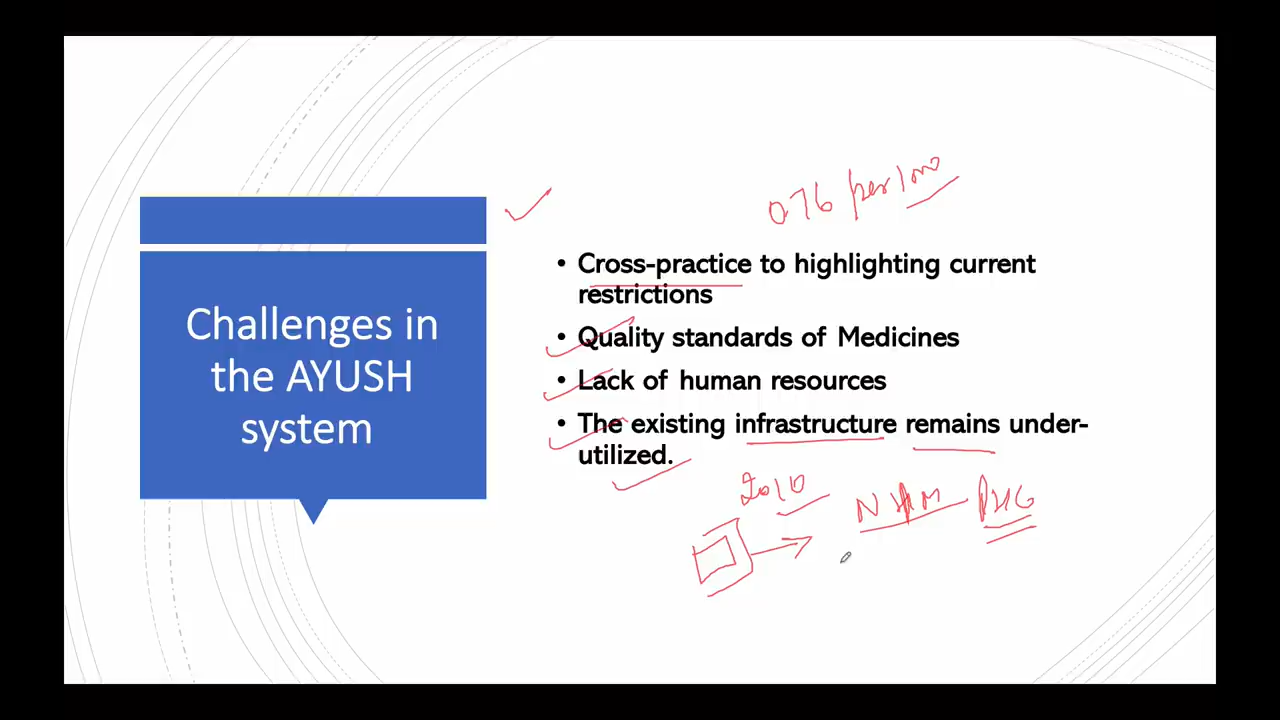 Challenges in
the AYUSH
system
0.76 per 1000
• Cross-practice to highlighting current
restrictions
• Quality standards of Medicines
• Lack of human resources
• The existing infrastructure remains under-
utilized.
2010
PHC